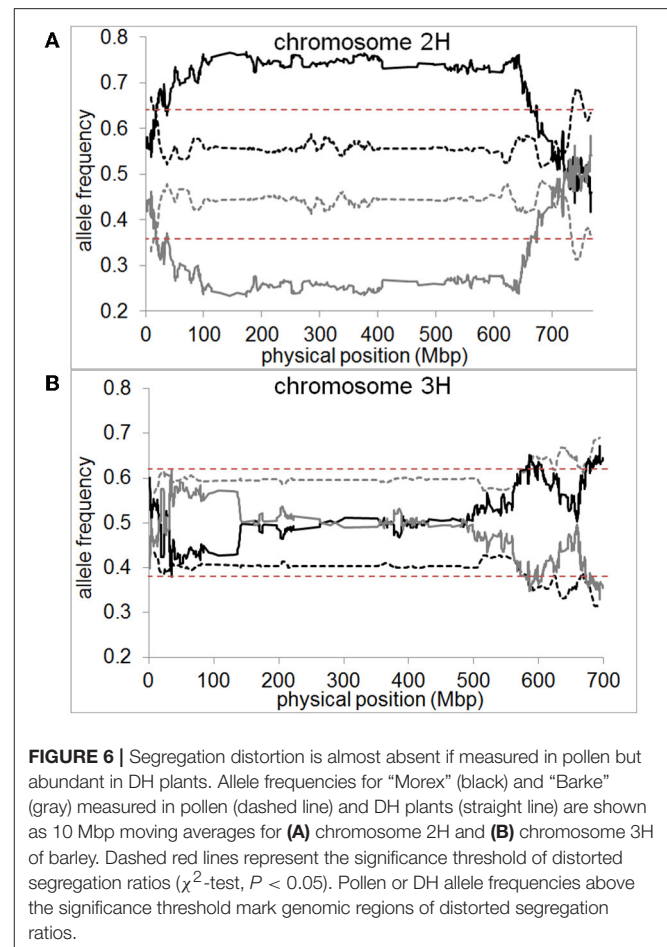 A
chromosome 2H
0.8
0.7
0.6
0.5
0.4
0.3
0.2
allele frequency
0 100 200 300 400 500 600 700
physical position (Mbp)
B
chromosome 3H
0.8
0.7
0.6
0.5
0.4
0.3
0.2
allele frequency
0 100 200 300 400 500 600 700
physical position (Mbp)
FIGURE 6 | Segregation distortion is almost absent if measured in pollen but
abundant in DH plants. Allele frequencies for “Morex” (black) and “Barke”
(gray) measured in pollen (dashed line) and DH plants (straight line) are shown
as 10 Mbp moving averages for (A) chromosome 2H and (B) chromosome 3H
of barley. Dashed red lines represent the significance threshold of distorted
segregation ratios (χ²-test, P < 0.05). Pollen or DH allele frequencies above
the significance threshold mark genomic regions of distorted segregation
ratios.